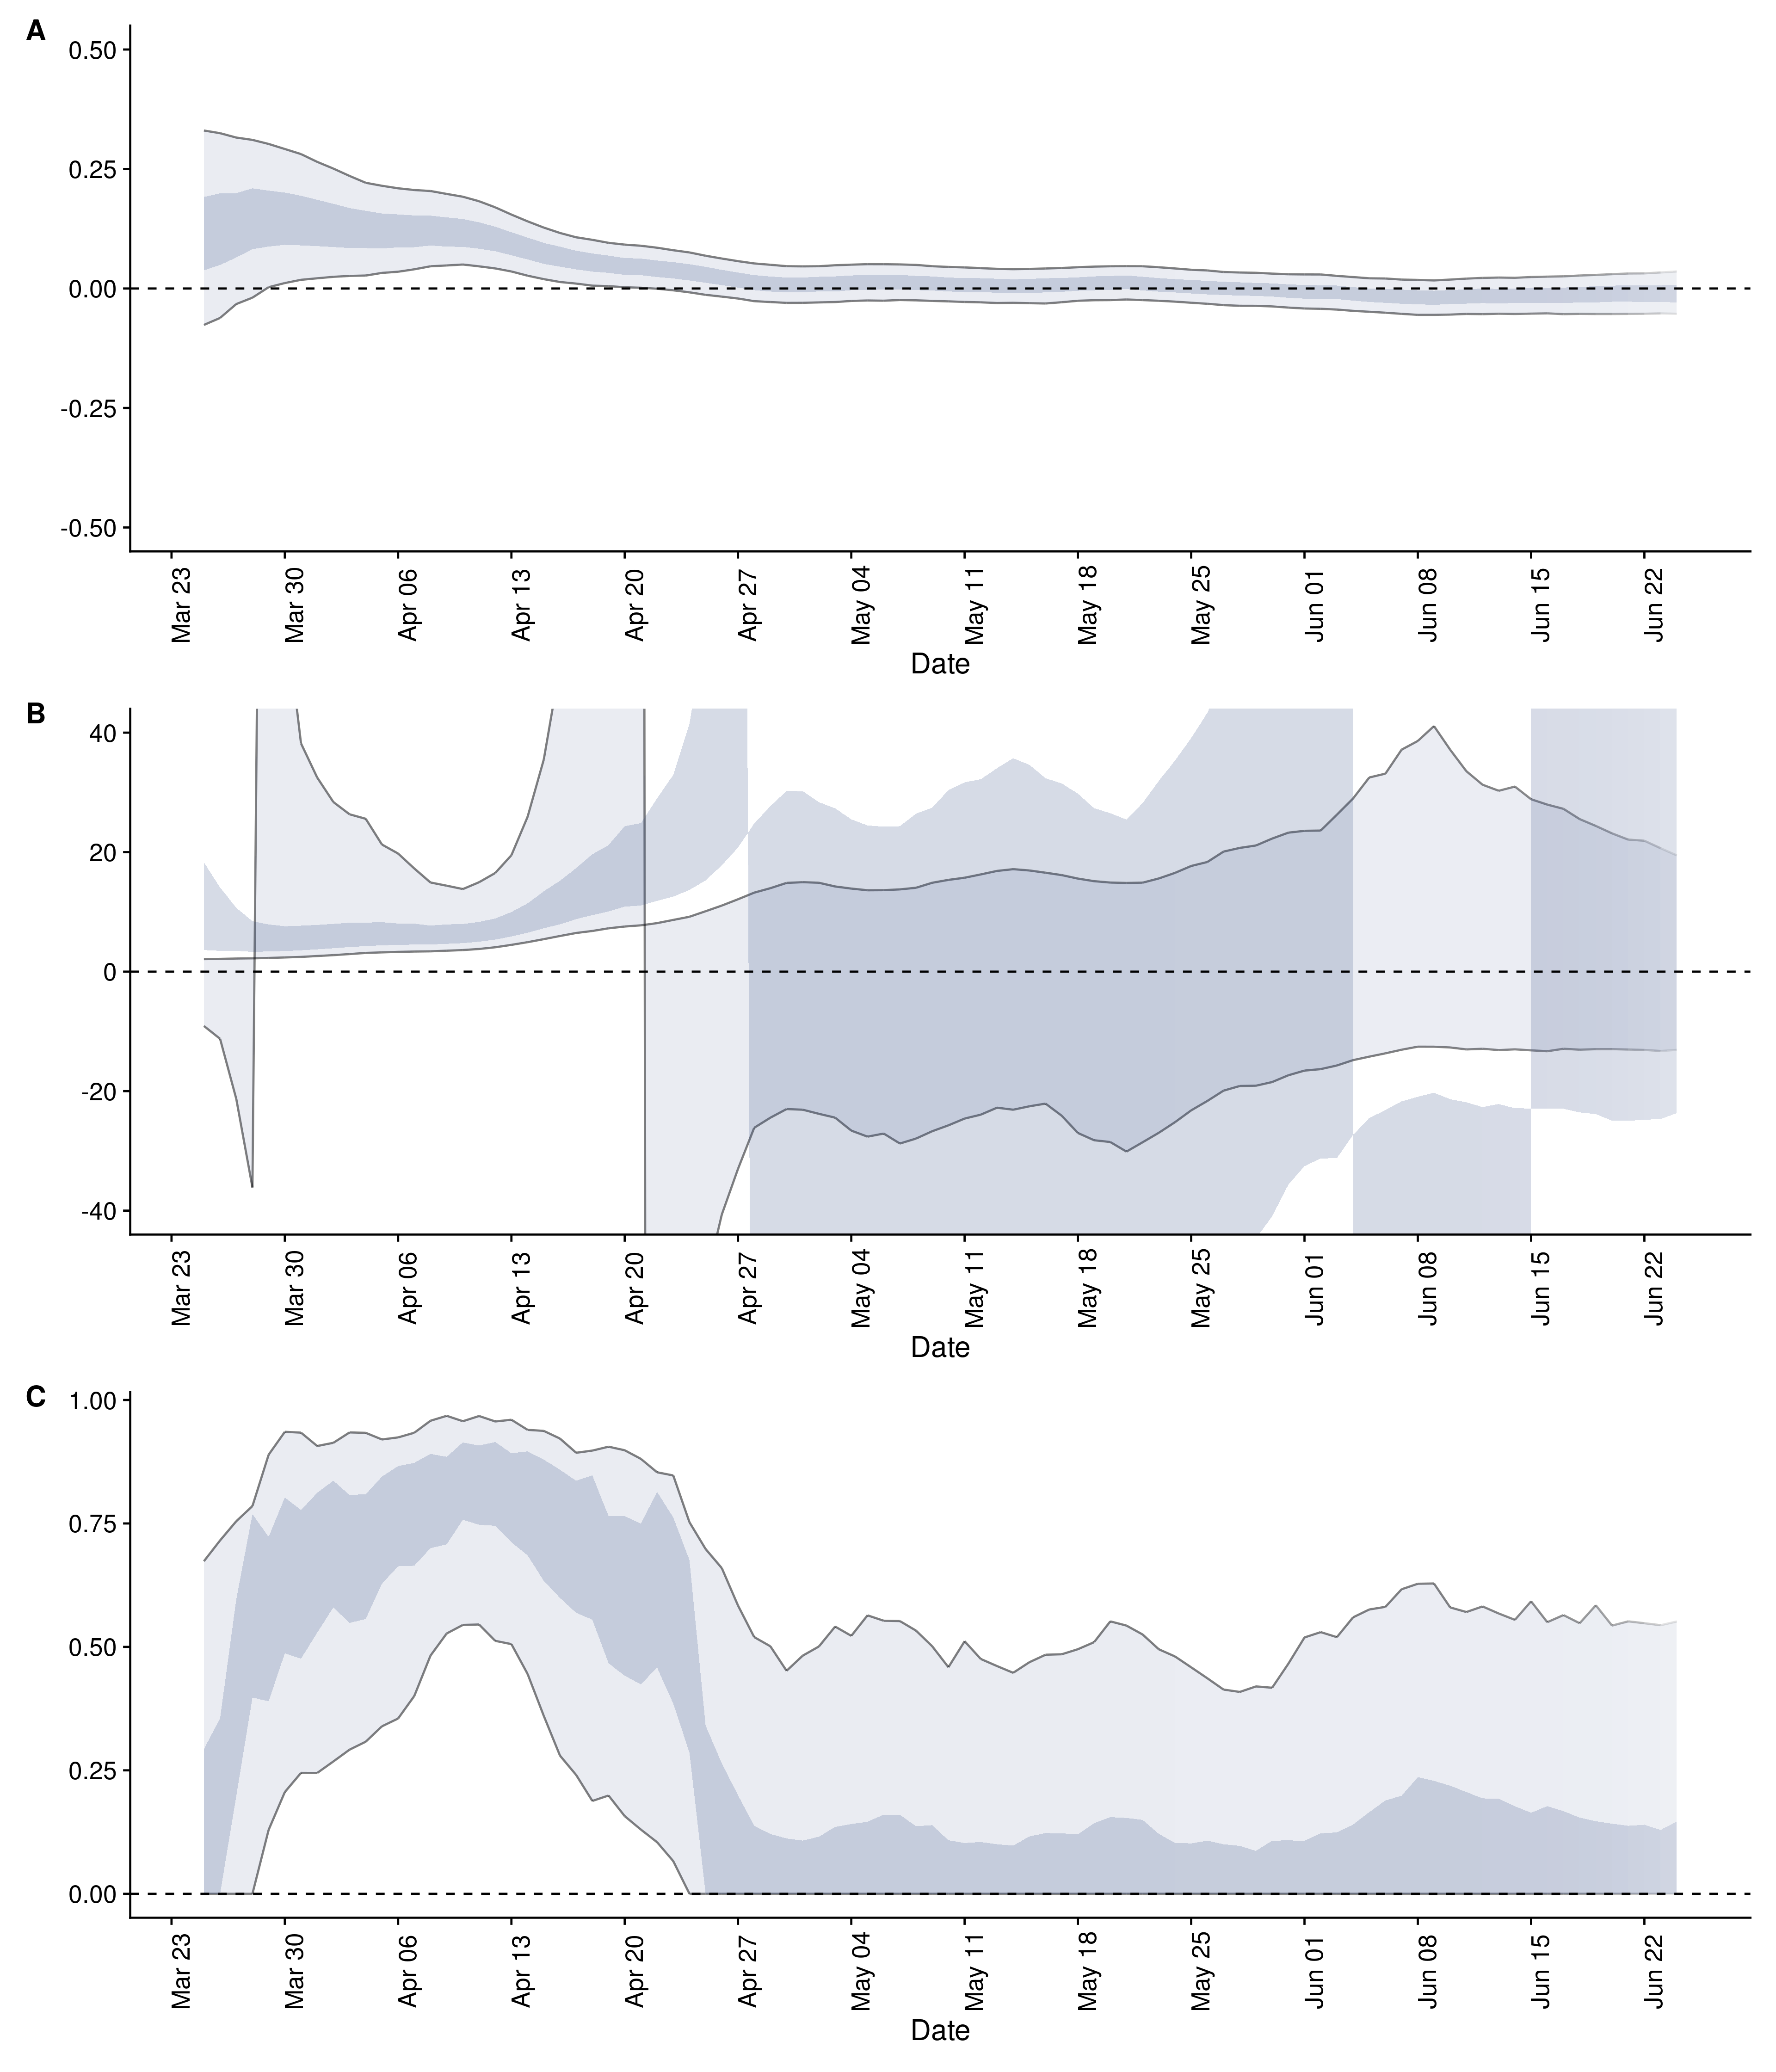 A
0.50
0.25
0.00
-0.25
-0.50
Mar 23
Mar 30
Apr 06
Apr 13
Apr 20
Apr 27
May 04
May 11
May 18
May 25
Jun 01
Jun 08
Jun 15
Jun 22
Date
B
40
20
0
-20
-40
Mar 23
Mar 30
Apr 06
Apr 13
Apr 20
Apr 27
May 04
May 11
May 18
May 25
Jun 01
Jun 08
Jun 15
Jun 22
Date
C
1.00
0.75
0.50
0.25
0.00
Mar 23
Mar 30
Apr 06
Apr 13
Apr 20
Apr 27
May 04
May 11
May 18
May 25
Jun 01
Jun 08
Jun 15
Jun 22
Date